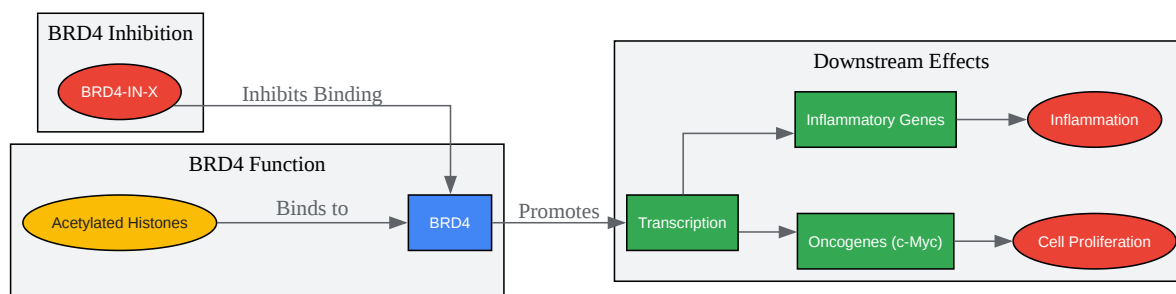 BRD4 Inhibition
BRD4-IN-X
Inhibits Binding
BRD4 Function
Acetylated Histones
Binds to
BRD4
Promotes
Downstream Effects
Transcription
Inflammatory Genes
Inflammation
Oncogenes (c-Myc)
Cell Proliferation